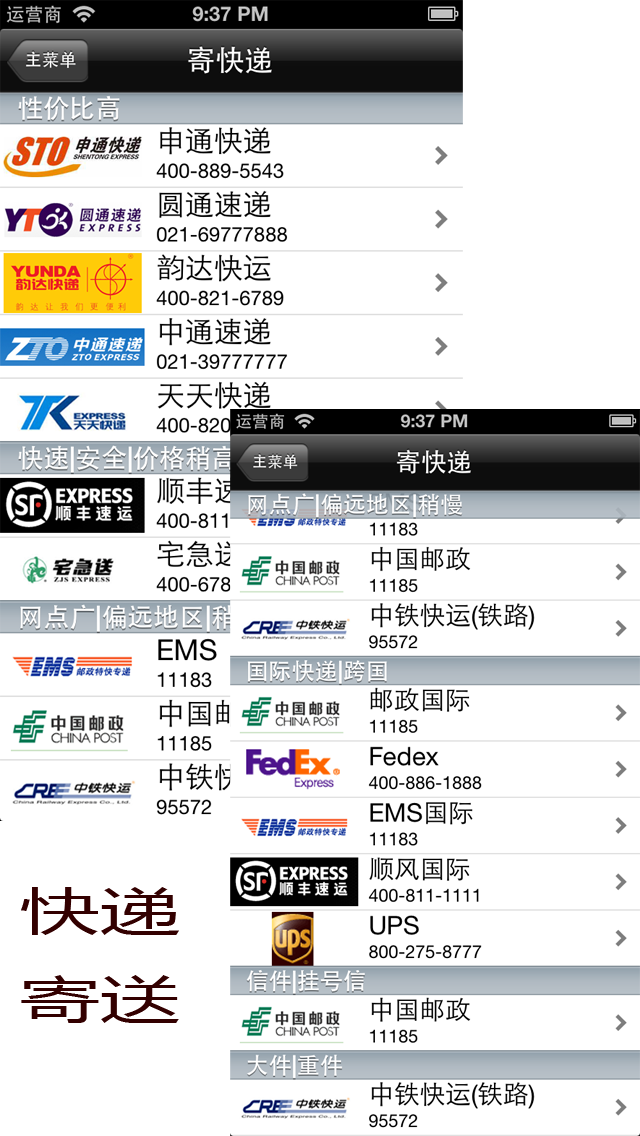 运营商 9:37 PM
主菜单 寄快递
性价比高
STO 申通快递 SHENTONG EXPRESS
申通快递
400-889-5543
YTO 圆通速递 EXPRESS
圆通速递
021-69777888
YUNDA 韵达快递
韵达让我们更便利
韵达快运
400-821-6789
ZTO 中通速递 ZTO EXPRESS
中通速递
021-39777777
TK EXPRESS 天天快递
天天快递
400-820
快速|安全|价格稍高
SF EXPRESS 顺丰速运
顺丰速
400-811
宅急送 ZJS EXPRESS
宅急送
400-678
网点广|偏远地区|稍
EMS 邮政特快专递
EMS
11183
中国邮政 CHINA POST
中国邮
11185
CRE 中铁快运
China Railway Express Co., Ltd.
中铁快
95572
快递
寄送
运营商 9:37 PM
主菜单 寄快递
网点广|偏远地区|稍慢
EMS 邮政特快专递
11183
中国邮政 CHINA POST
中国邮政
11185
CRE 中铁快运
China Railway Express Co., Ltd.
中铁快运(铁路)
95572
国际快递|跨国
中国邮政 CHINA POST
邮政国际
11185
FedEx Express
Fedex
400-886-1888
EMS 邮政特快专递
EMS国际
11183
SF EXPRESS 顺丰速运
顺风国际
400-811-1111
ups
UPS
800-275-8777
信件|挂号信
中国邮政 CHINA POST
中国邮政
11185
大件|重件
CRE 中铁快运
China Railway Express Co., Ltd.
中铁快运(铁路)
95572